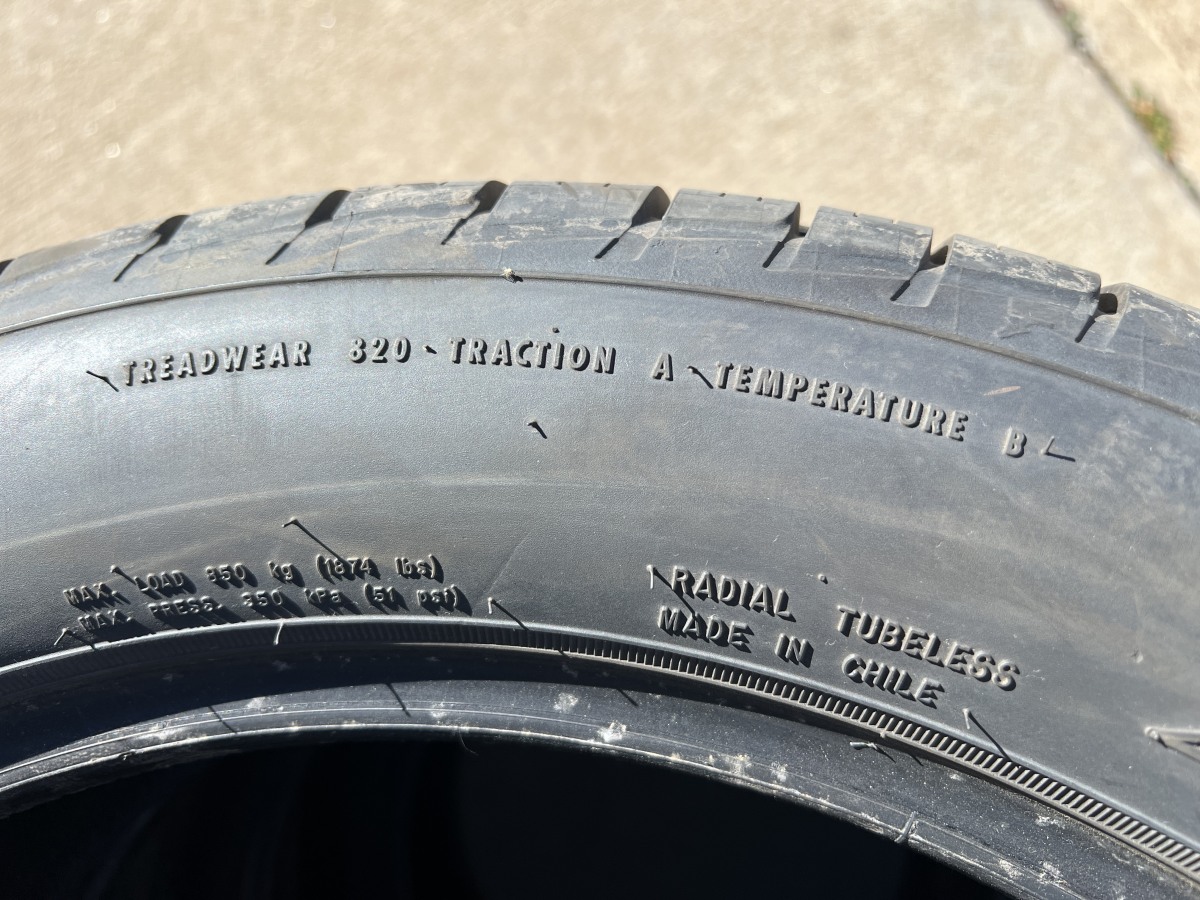 TREADWEAR 820 TRACTION A TEMPERATURE B
MAX. LOAD 850 kg (1874 lbs)
MAX. PRESS. 350 kPa (51 psi)
RADIAL TUBELESS
MADE IN CHILE